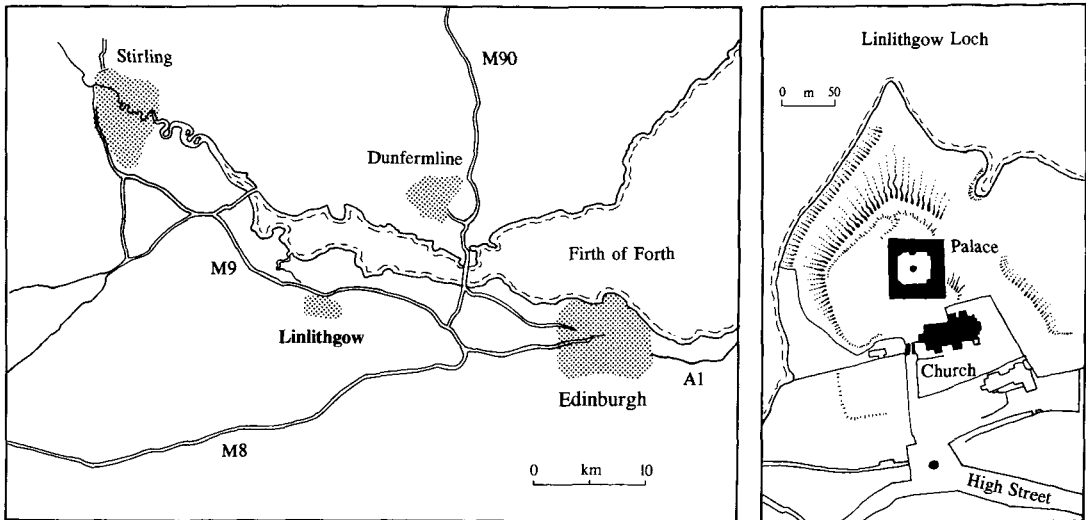 Stirling
M90
Dunfermline
Firth of Forth
M9
Linlithgow
A1
Edinburgh
M8
0 km 10
Linlithgow Loch
0 m 50
Palace
Church
High Street